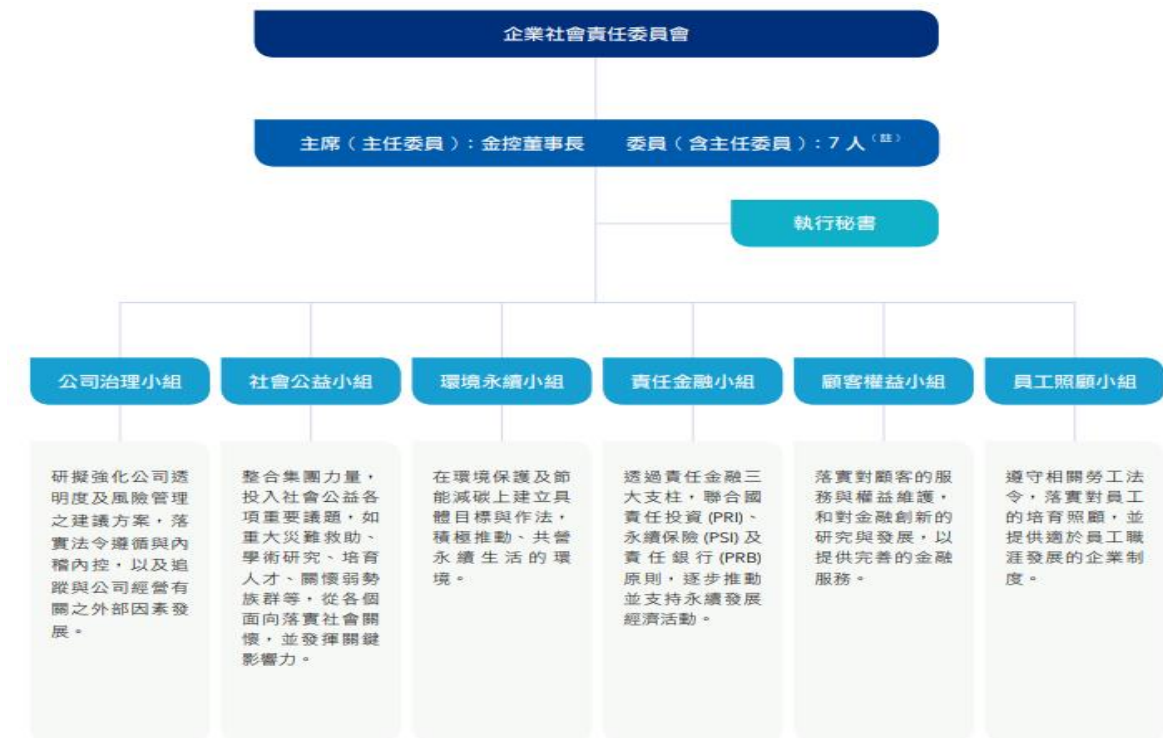 企業社會責任委員會
主席（主任委員）：金控董事長 委員（含主任委員）：7 人（註）
執行秘書
公司治理小組
社會公益小組
環境永續小組
責任金融小組
顧客權益小組
員工照顧小組
研擬強化公司透
明度及風險管理
之建議方案，落
實法令遵循與內
稽內控，以及追
蹤與公司經營有
關之外部因素發
展。
整合集團力量，
投入社會公益各
項重要議題，如
重大災難救助、
學術研究、培育
人才、關懷弱勢
族群等，從各個
面向落實社會關
懷，並發揮關鍵
影響力。
在環境保護及節
能減碳上建立具
體目標與作法，
積極推動、共營
永續生活的環
境。
透過責任金融三
大支柱，聯合國
責任投資 (PRI)、
永續保險 (PSI) 及
責任銀行 (PRB)
原則，逐步推動
並支持永續發展
經濟活動。
落實對顧客的服
務與權益維護，
和對金融創新的
研究與發展，以
提供完善的金融
服務。
遵守相關勞工法
令，落實對員工
的培育照顧，並
提供適於員工職
涯發展的企業制
度。